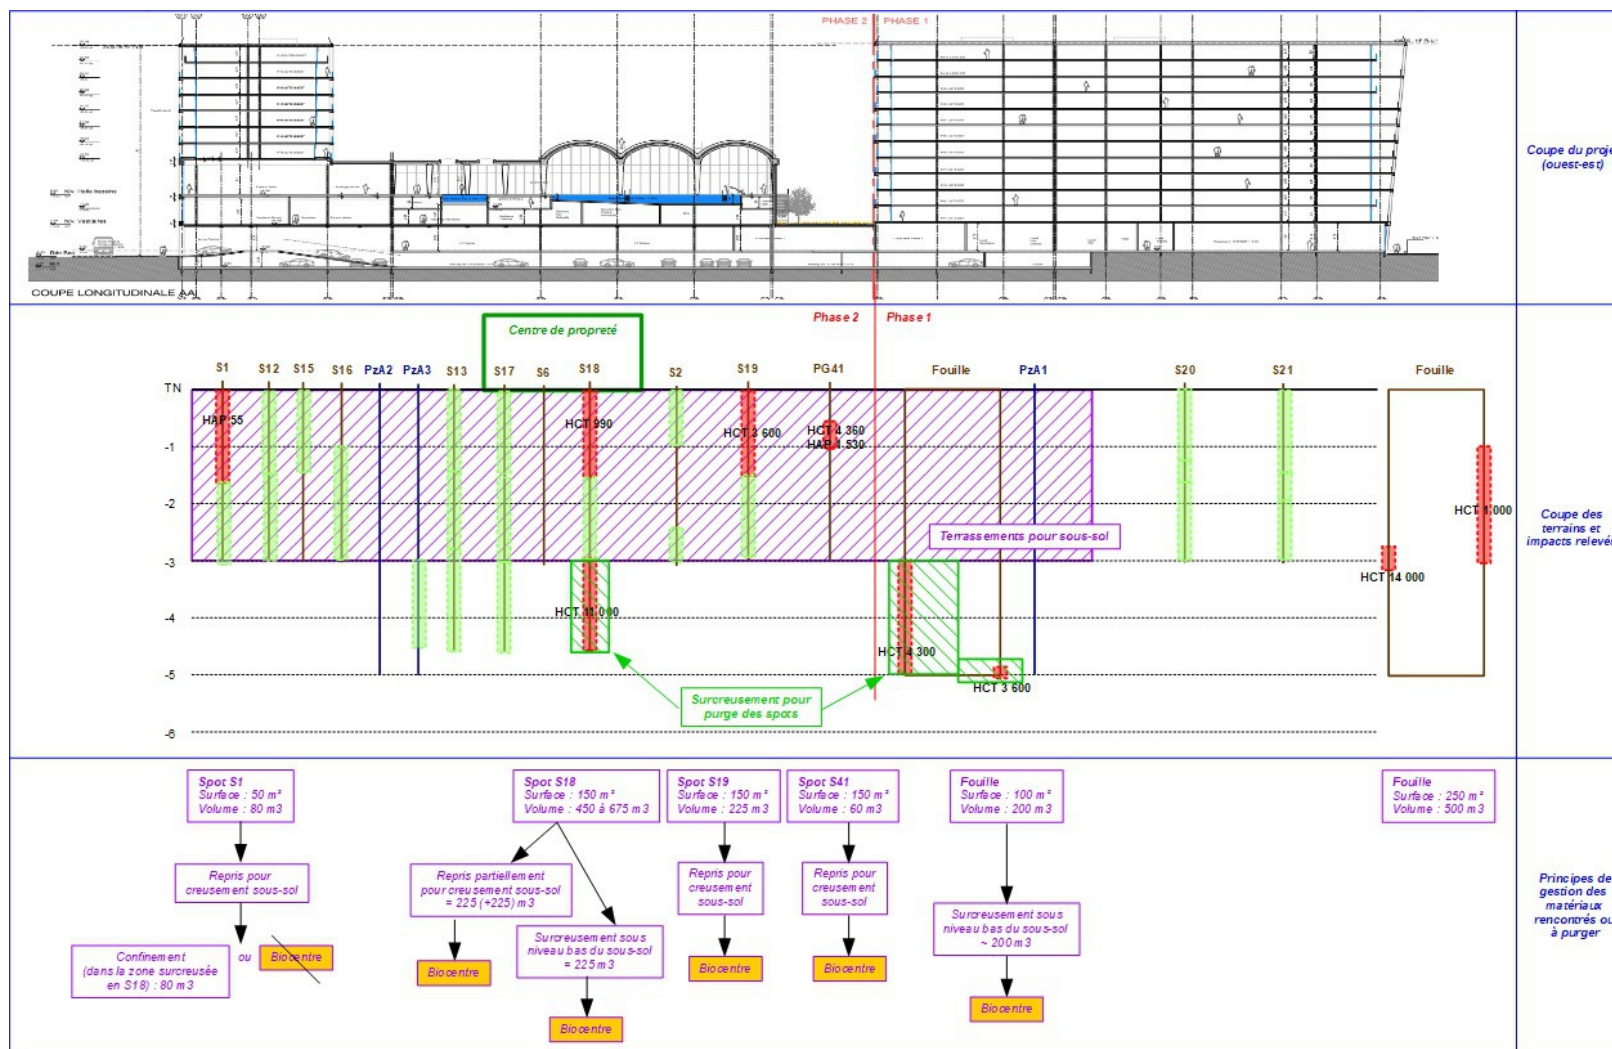 PHASE 2
PHASE 1
Coupe du proje
(ouest-est)
COUPE LONGITUDINALE AA
Phase 2
Phase 1
Centre de propreté
S1
S12
S15
S16
PzA2
PzA3
S13
S17
S6
S18
S2
S19
PG41
Fouille
PzA1
S20
S21
Fouille
TN
-1
-2
-3
-4
-5
-6
HAP 55
HCT 990
HCT 3 600
HCT 4 360
HAP 1 530
Terrassements pour sous-sol
HCT 1 000
HCT 14 000
HCT 11 000
HCT 4 300
HCT 3 600
Surcreusement pour
purge des spots
Coupe des
terrains et
impacts relevés
Spot S1
Surface : 50 m²
Volume : 80 m3
Repris pour
creusement sous-sol
ou
Confinement
(dans la zone surcreusée
en S18) : 80 m3
Biocentre
Spot S18
Surface : 150 m²
Volume : 450 à 675 m3
Repris partiellement
pour creusement sous-sol
= 225 (+225) m3
Biocentre
Surcreusement sous
niveau bas du sous-sol
= 225 m3
Biocentre
Spot S19
Surface : 150 m²
Volume : 225 m3
Repris pour
creusement
sous-sol
Biocentre
Spot S41
Surface : 150 m²
Volume : 60 m3
Repris pour
creusement
sous-sol
Biocentre
Fouille
Surface : 100 m²
Volume : 200 m3
Surcreusement sous
niveau bas du sous-sol
~ 200 m3
Biocentre
Fouille
Surface : 250 m²
Volume : 500 m3
Principes de
gestion des
matériaux
rencontrés ou
à purger